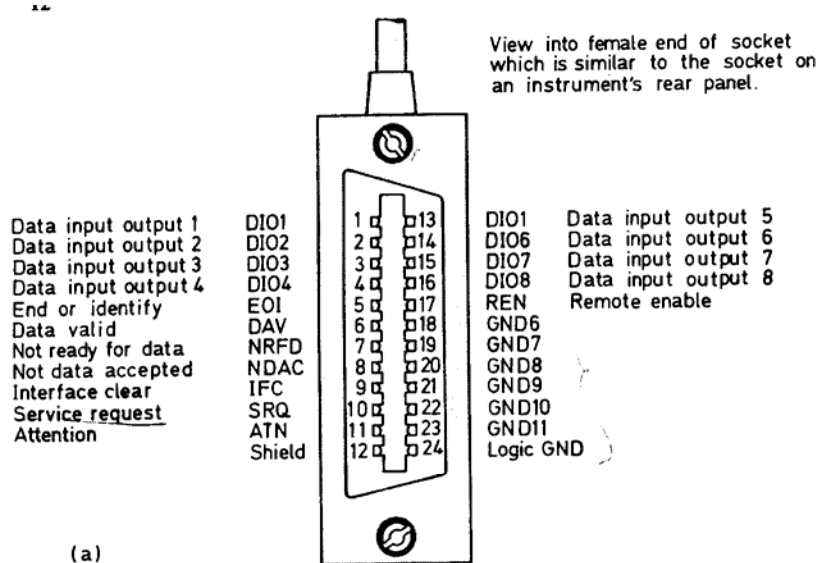 View into female end of socket
which is similar to the socket on
an instrument's rear panel.
Data input output 1 DIO1 1 13 DIO1 Data input output 5
Data input output 2 DIO2 2 14 DIO6 Data input output 6
Data input output 3 DIO3 3 15 DIO7 Data input output 7
Data input output 4 DIO4 4 16 DIO8 Data input output 8
End or identify EOI 5 17 REN Remote enable
Data valid DAV 6 18 GND6
Not ready for data NRFD 7 19 GND7
Not data accepted NDAC 8 20 GND8
Interface clear IFC 9 21 GND9
Service request SRQ 10 22 GND10
Attention ATN 11 23 GND11
Shield 12 24 Logic GND
(a)